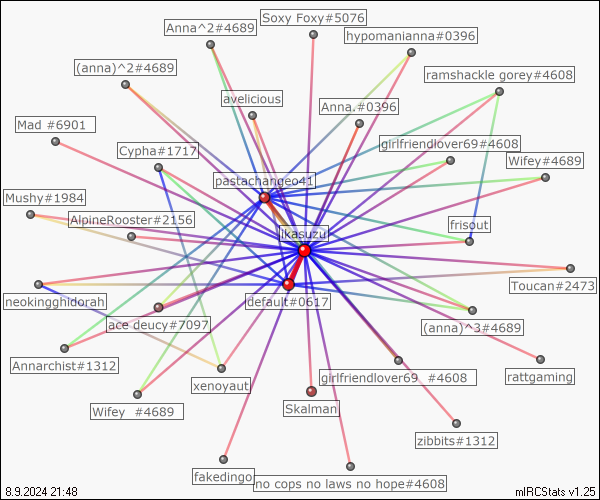 Soxy Foxy#5076
Anna^2#4689
hypomanianna#0396
(anna)^2#4689
ramshackle gorey#4608
avelicious
Anna.#0396
Mad #6901
girlfriendlover69#4608
Cypha#1717
Wifey#4689
pastachangeo41
Mushy#1984
AlpineRooster#2156
frisout
ikasuzu
Toucan#2473
neokingghidorah
default#0617
ace deucy#7097
(anna)^3#4689
Annarchist#1312
girlfriendlover69_ #4608
rattgaming
xenoyaut
Skalman
Wifey_ #4689
zibbits#1312
fakedingo
no cops no laws no hope#4608
8.9.2024 21:48
mIRCStats v1.25